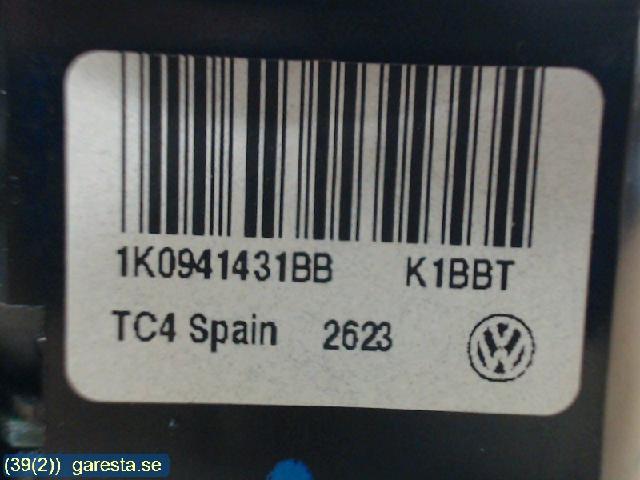 1K0941431BB K1BBT
TC4 Spain 2623
(39(2)) garesta.se